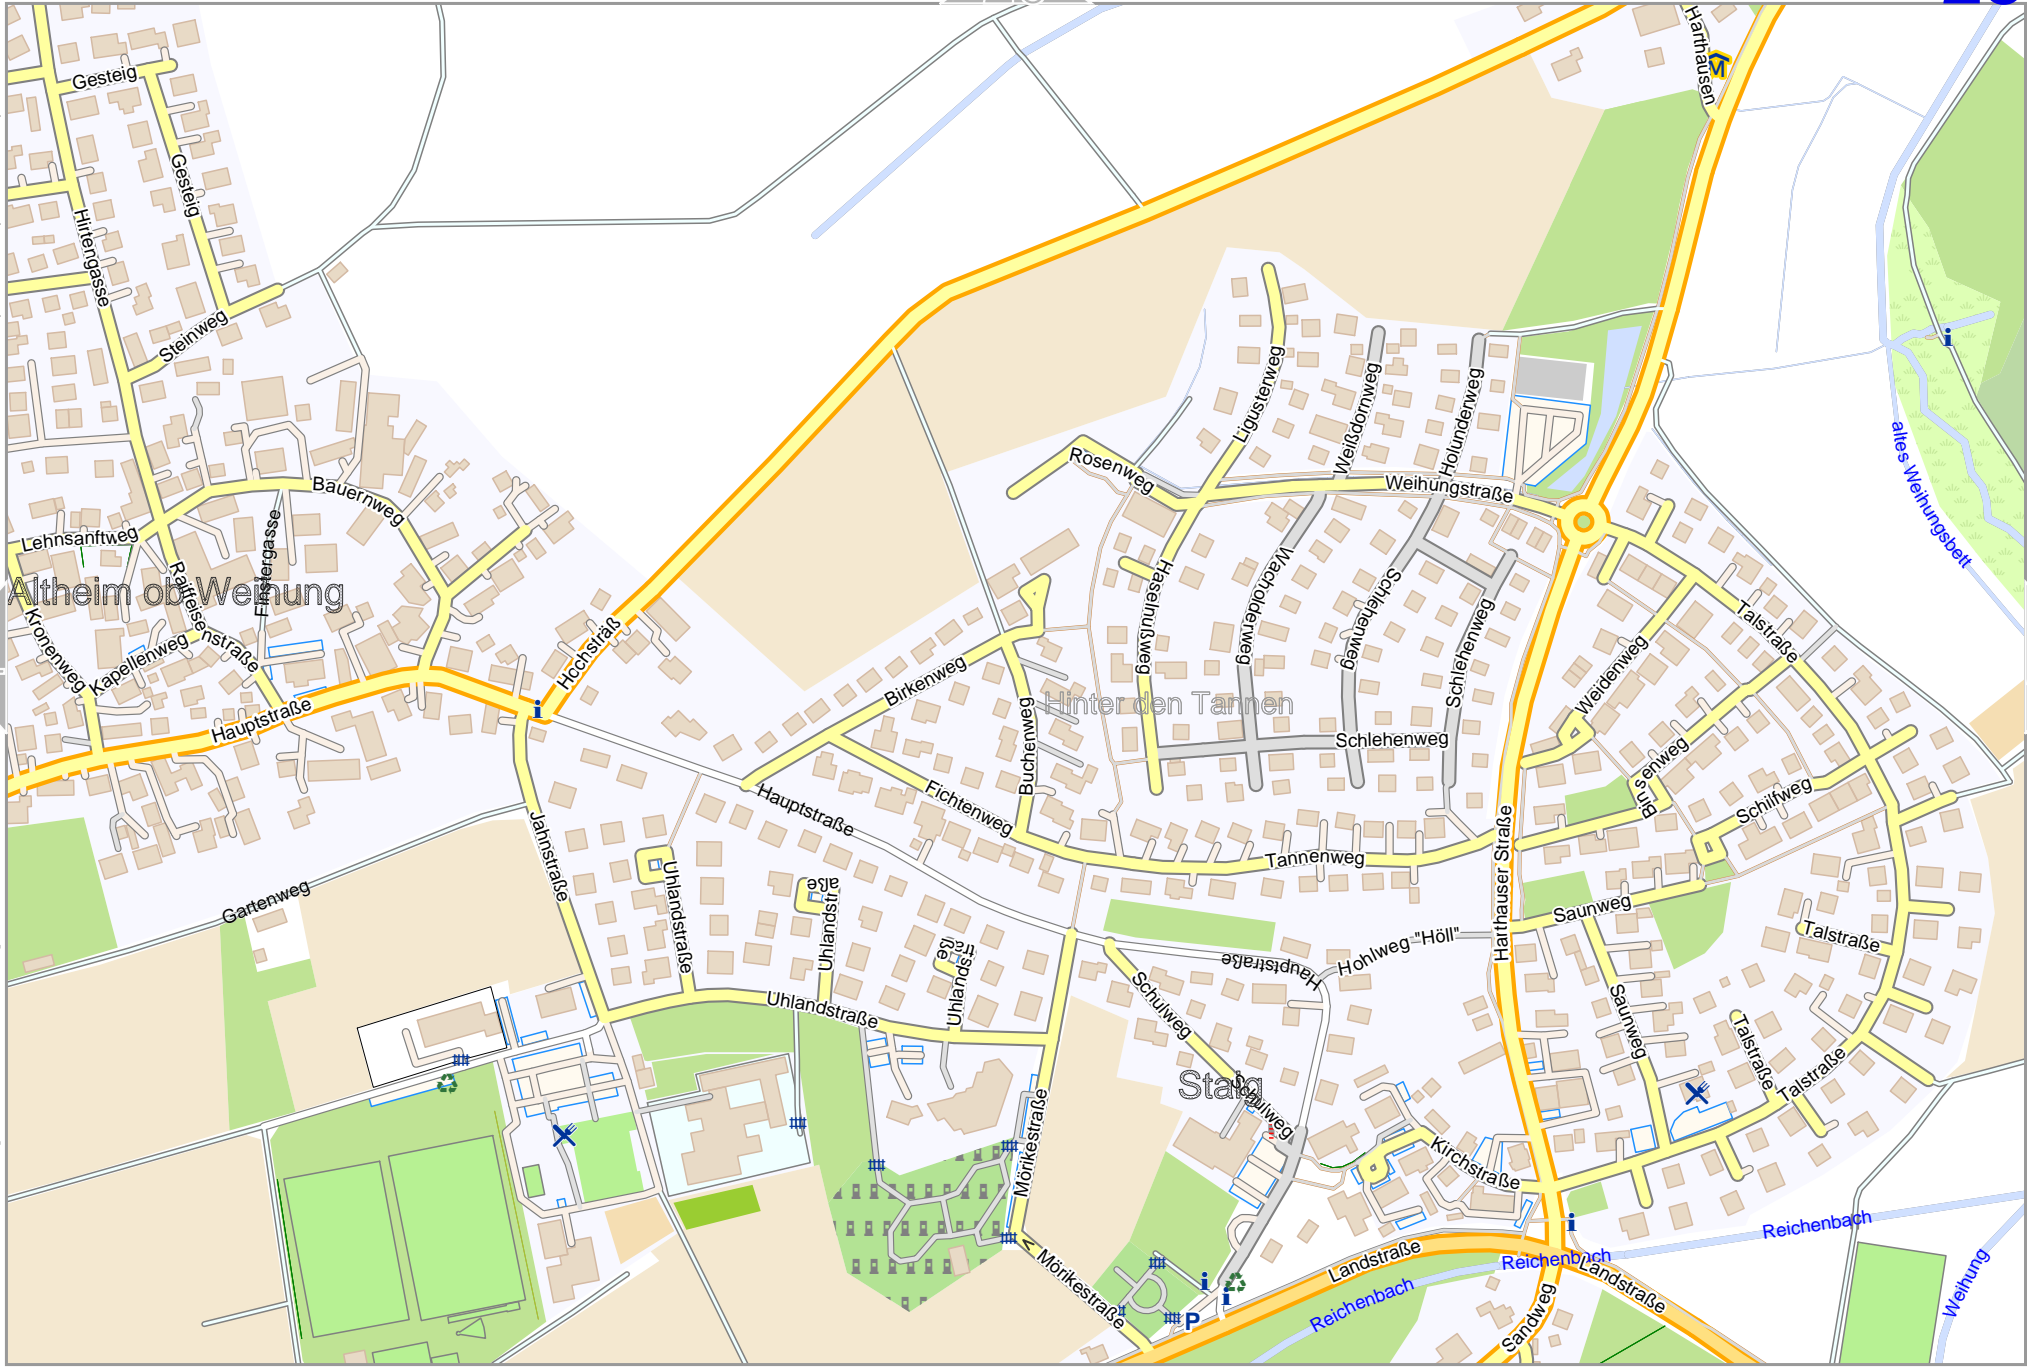 Harthausen
M
Gesteig
Gesteig
Hirtengasse
Steinweg
Ligusterweg
Weißdornweg
Holunderweg
Rosenweg
Weihungstraße
altes Weihungsbett
Bauernweg
Finstergasse
Lehnsanftweg
Raiffeisenstraße
Altheim ob Weihung
Kronenweg
Kapellenweg
Hauptstraße
Hochsträß
Haselnußweg
Wacholderweg
Schlehenweg
Schlehenweg
Talstraße
Weidenweg
Birkenweg
Buchenweg
Hinter den Tannen
Schlehenweg
Binsenweg
Schilfweg
Hauptstraße
Fichtenweg
Tannenweg
Harthauser Straße
Jahnstraße
Gartenweg
Uhlandstraße
Uhlandstraße
Uhlandstraße
Uhlandstraße
Saunweg
Hohlweg "Höll"
Hauptstraße
Talstraße
Schulweg
Saunweg
Talstraße
Talstraße
Staig
Schulweg
Mörikestraße
Kirchstraße
Mörikestraße
Landstraße
Reichenbach
Reichenbach
Reichenbach
Landstraße
Sandweg
Weihung
P